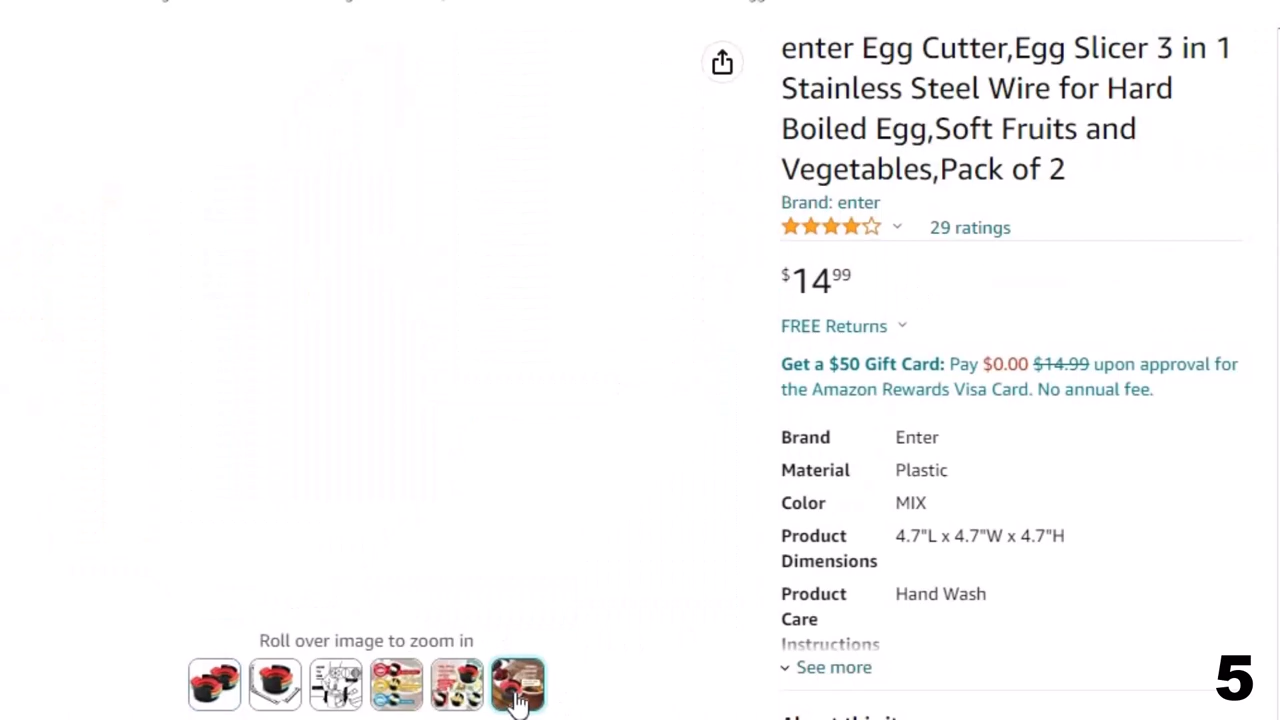 enter Egg Cutter,Egg Slicer 3 in 1
Stainless Steel Wire for Hard
Boiled Egg,Soft Fruits and
Vegetables,Pack of 2
Brand: enter
29 ratings
$14 99
FREE Returns
Get a $50 Gift Card: Pay $0.00 $14.99 upon approval for
the Amazon Rewards Visa Card. No annual fee.
Brand Enter
Material Plastic
Color MIX
Product Dimensions 4.7"L x 4.7"W x 4.7"H
Product Care Instructions Hand Wash
See more
Roll over image to zoom in
5